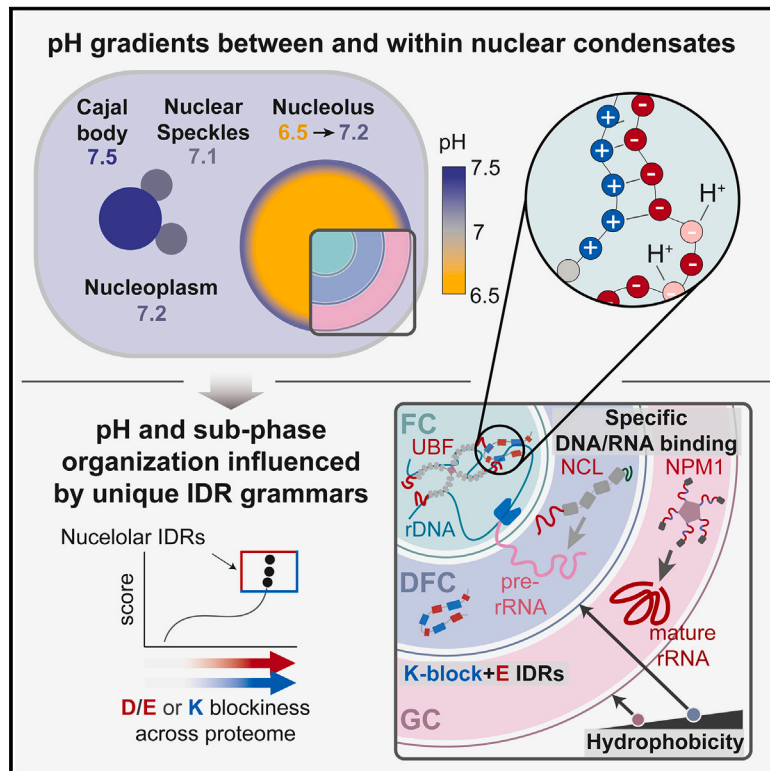 pH gradients between and within nuclear condensates
Cajal
body
7.5
Nuclear
Speckles
7.1
Nucleolus
6.5 → 7.2
Nucleoplasm
7.2
pH
7.5
7
6.5
+
+
+
+
+
-
-
-
-
-
-
-
-
-
-
H+
H+
pH and sub-phase
organization influenced
by unique IDR grammars
Nucelolar IDRs
score
D/E or K blockiness
across proteome
FC
UBF
rDNA
Specific
DNA/RNA binding
NCL
NPM1
DFC
pre-
rRNA
mature
rRNA
K-block+E IDRs
GC
Hydrophobicity